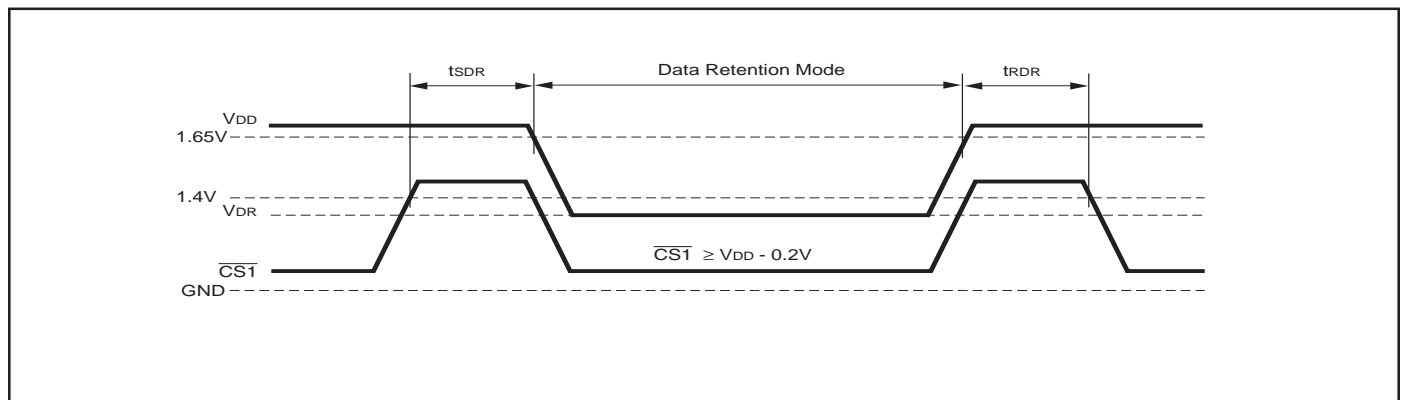 tSDR Data Retention Mode tRDR
VDD
1.65V
1.4V
VDR
CS1 ≥ VDD - 0.2V
CS1
GND